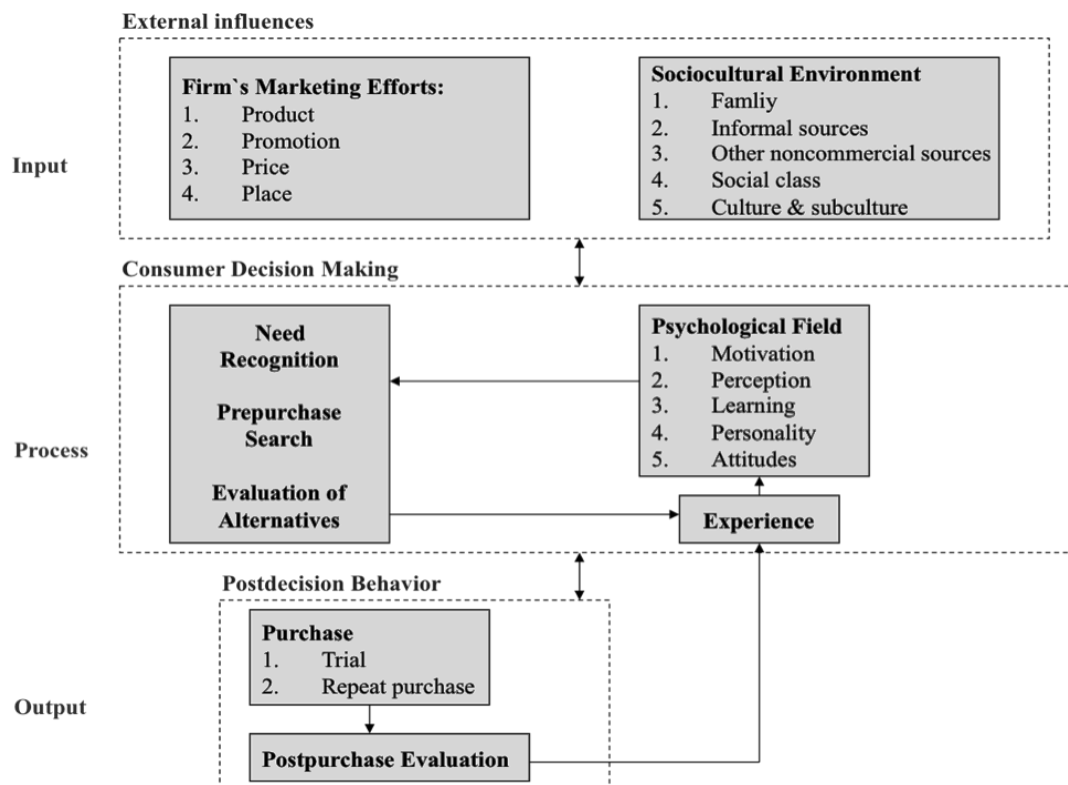 External influences
Firm`s Marketing Efforts:
1. Product
2. Promotion
3. Price
4. Place
Sociocultural Environment
1. Famliy
2. Informal sources
3. Other noncommercial sources
4. Social class
5. Culture & subculture
Input
Consumer Decision Making
Need
Recognition
Prepurchase
Search
Evaluation of
Alternatives
Psychological Field
1. Motivation
2. Perception
3. Learning
4. Personality
5. Attitudes
Experience
Process
Postdecision Behavior
Purchase
1. Trial
2. Repeat purchase
Postpurchase Evaluation
Output